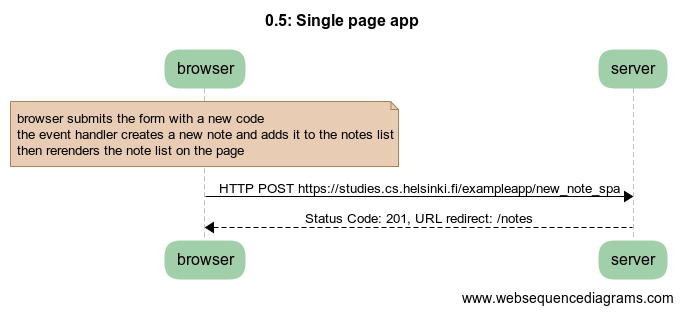 0.5: Single page app
browser
server
browser submits the form with a new code
the event handler creates a new note and adds it to the notes list
then rerenders the note list on the page
HTTP POST https://studies.cs.helsinki.fi/exampleapp/new_note_spa
Status Code: 201, URL redirect: /notes
browser
server
www.websequencediagrams.com